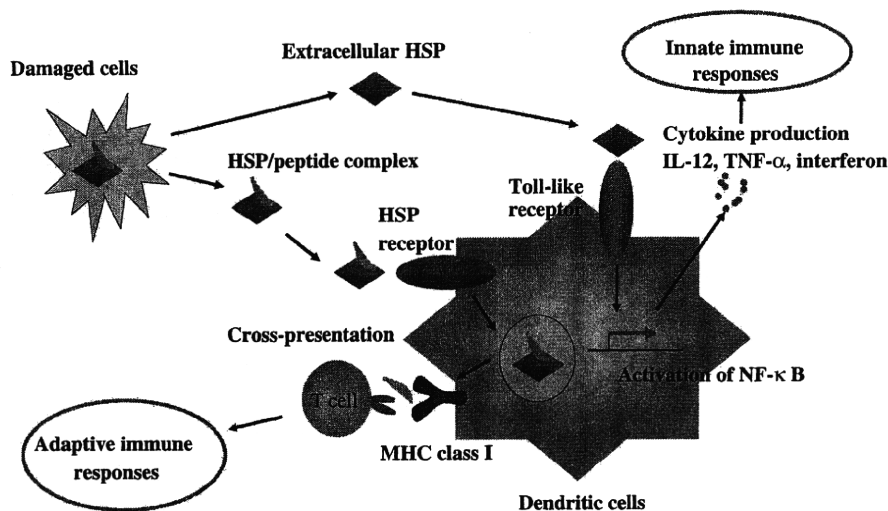 Damaged cells
Extracellular HSP
Innate immune
responses
HSP/peptide complex
Cytokine production
IL-12, TNF-α, interferon
Toll-like
receptor
HSP
receptor
Cross-presentation
T cell
Activation of NF-κ B
MHC class I
Adaptive immune
responses
Dendritic cells